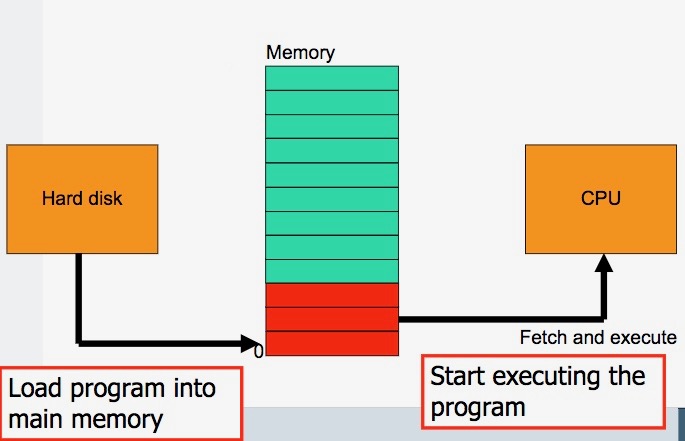 Memory
Hard disk
CPU
0
Fetch and execute
Load program into
main memory
Start executing the
program